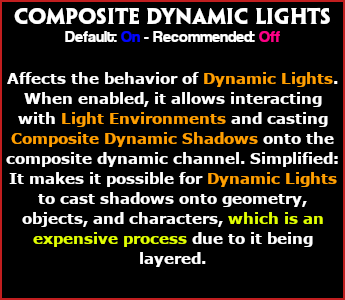 COMPOSITE DYNAMIC LIGHTS
Default: On - Recommended: Off
Affects the behavior of Dynamic Lights.
When enabled, it allows interacting
with Light Environments and casting
Composite Dynamic Shadows onto the
composite dynamic channel. Simplified:
It makes it possible for Dynamic Lights
to cast shadows onto geometry,
objects, and characters, which is an
expensive process due to it being
layered.